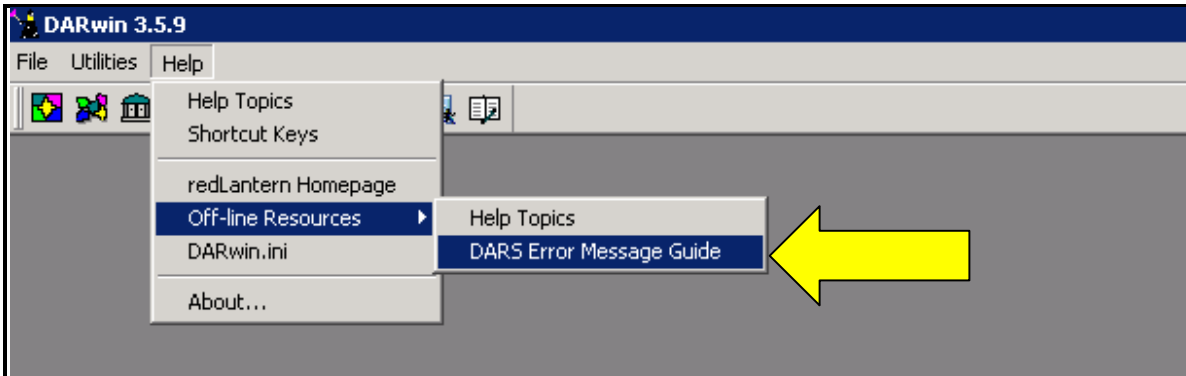 DARwin 3.5.9
File Utilities Help
Help Topics
Shortcut Keys
redLantern Homepage
Off-line Resources
DARwin.ini
About...
Help Topics
DARS Error Message Guide